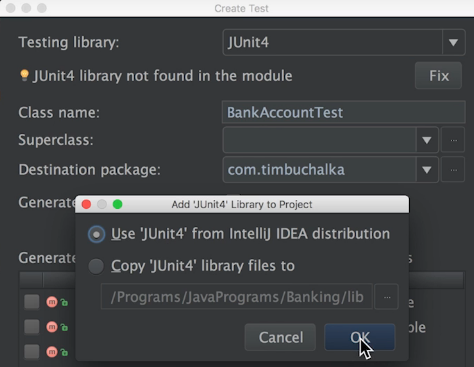 Create Test
Testing library: JUnit4
JUnit4 library not found in the module Fix
Class name: BankAccountTest
Superclass: ...
Destination package: com.timbuchalka ...
Generate
Add 'JUnit4' Library to Project
Use 'JUnit4' from IntelliJ IDEA distribution
Generate s
Copy 'JUnit4' library files to
/Programs/JavaPrograms/Banking/lib ...
m e
m ble
Cancel OK
m